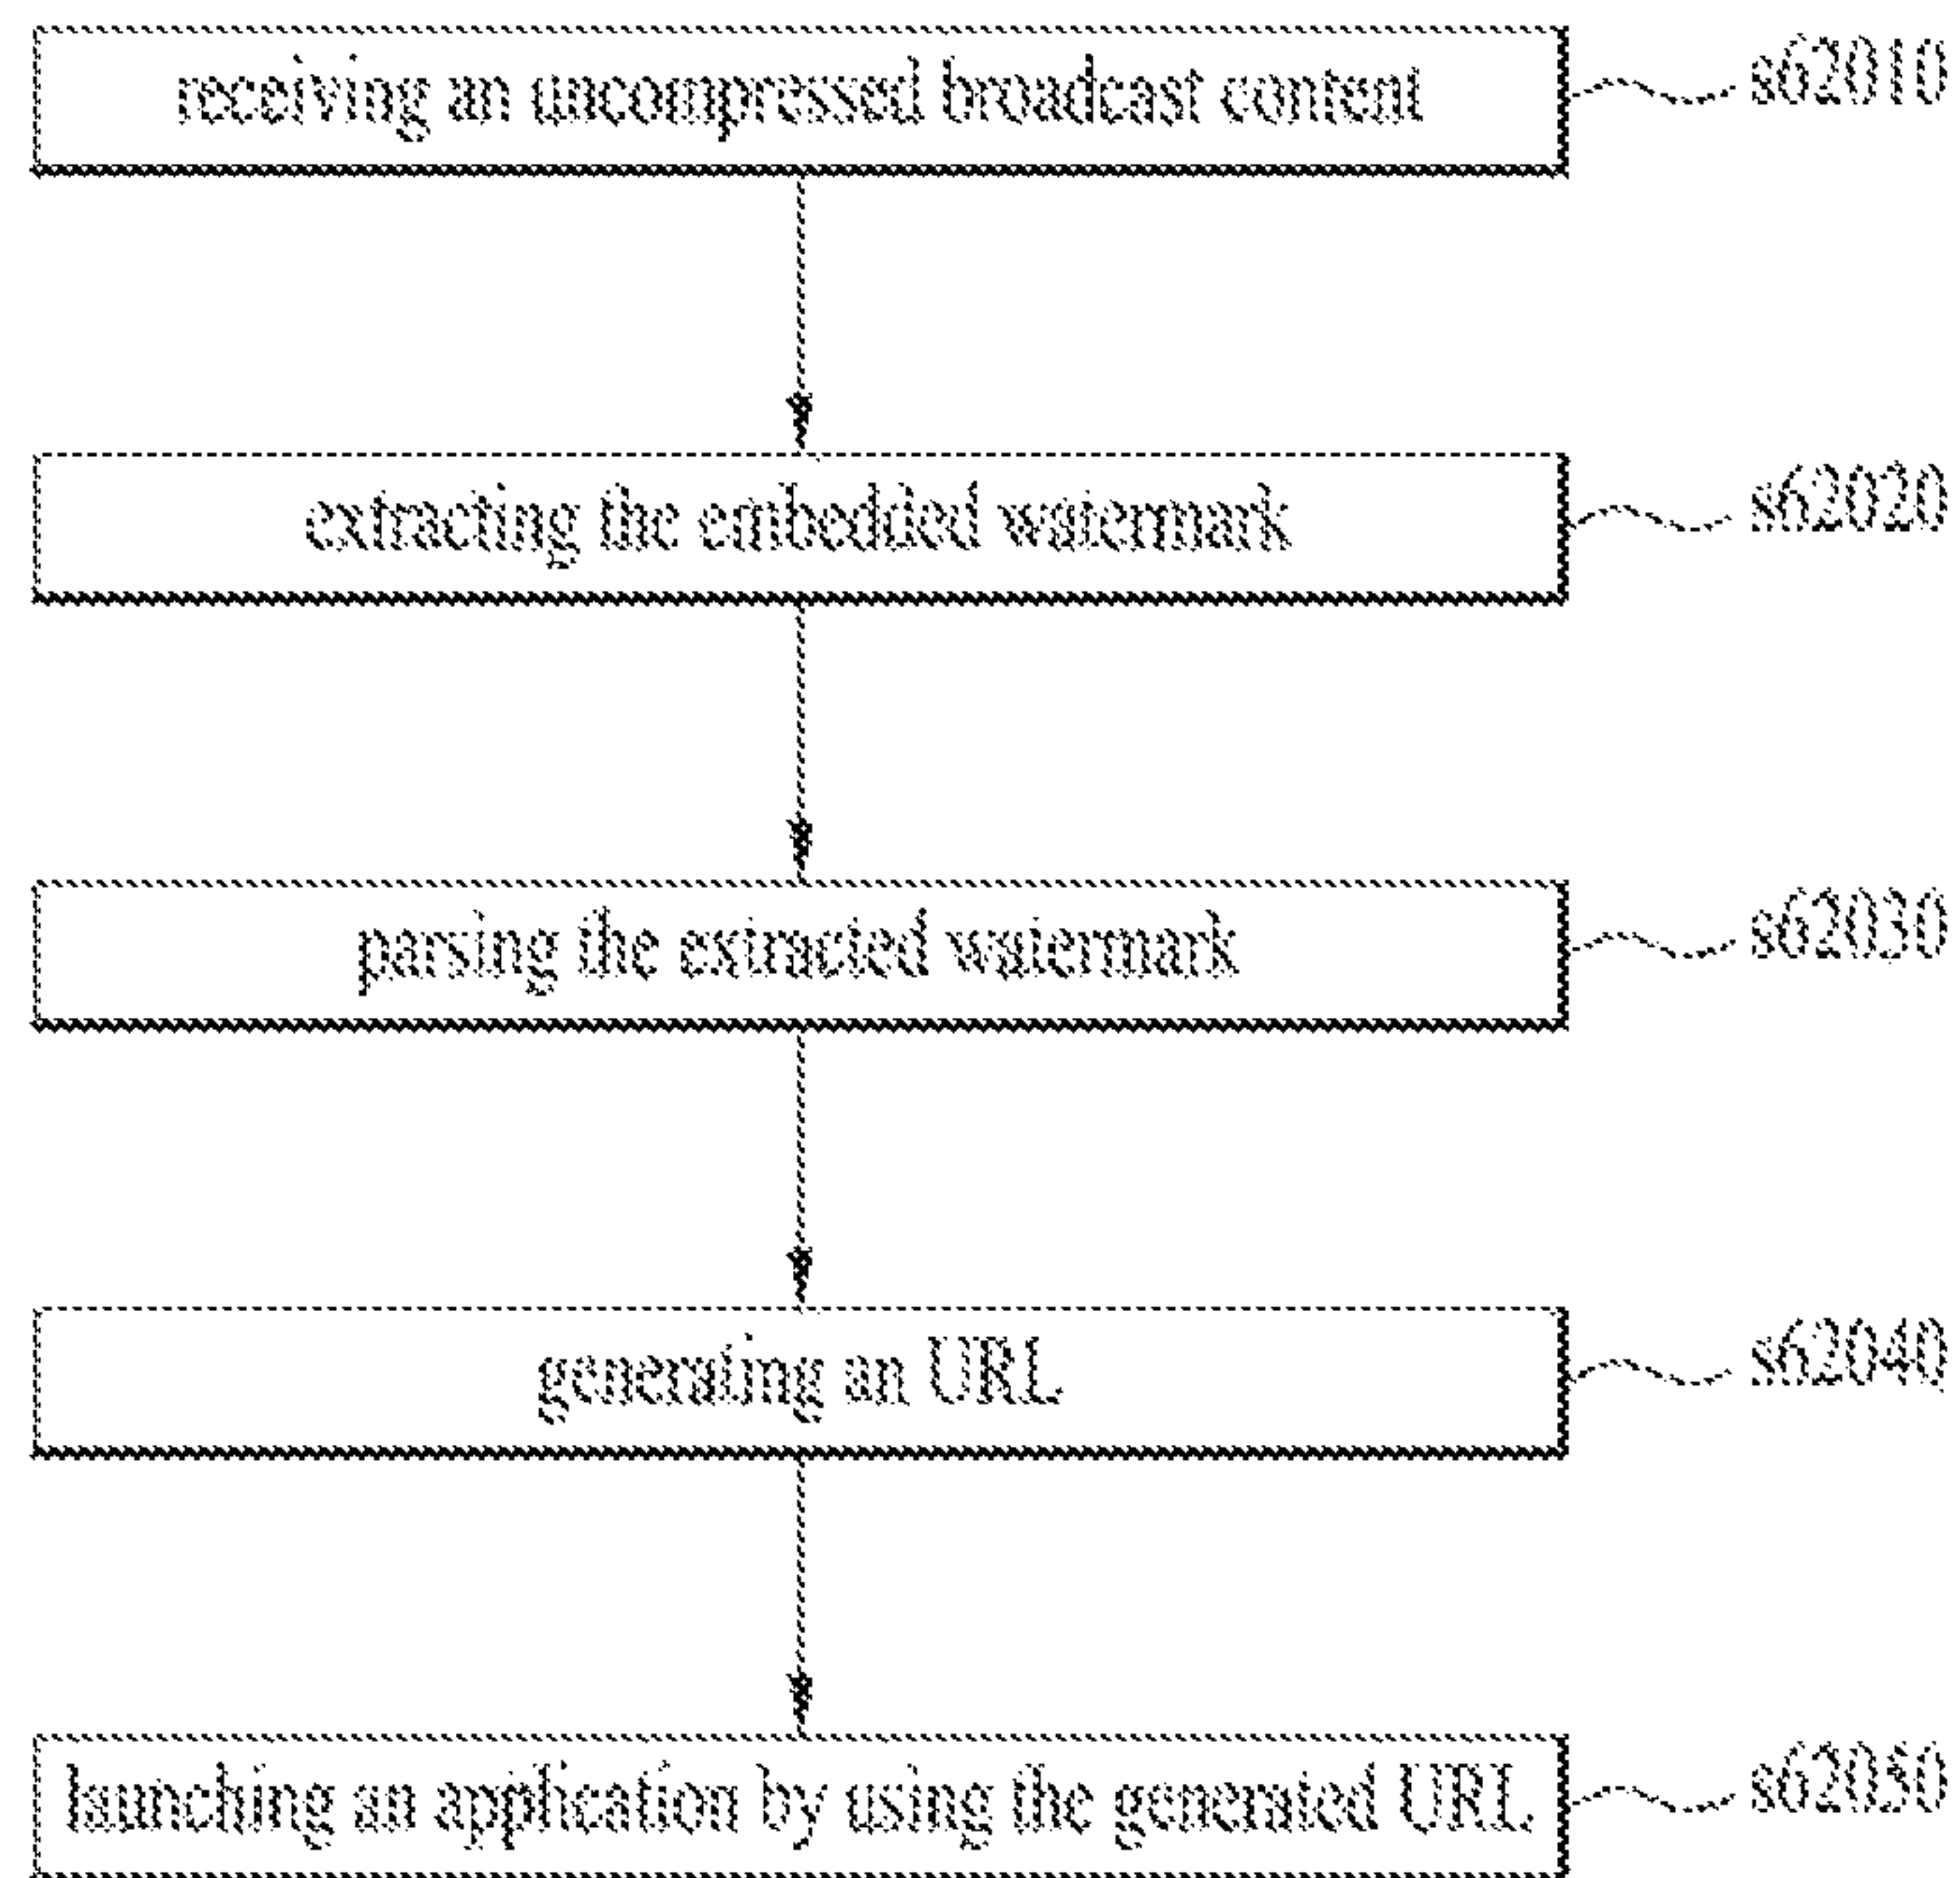 receiving an uncompressed broadcast content s62010
extracting the embedded watermark s62020
parsing the extracted watermark s62030
generating an URL s62040
launching an application by using the generated URL s62050